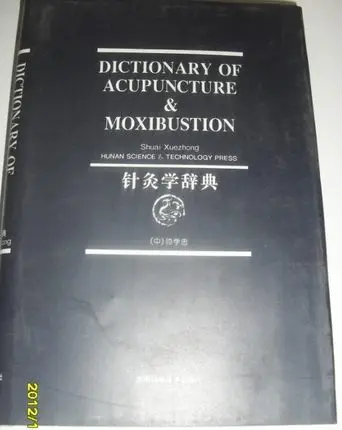 DICTIONARY OF
ACUPUNCTURE
&
MOXIBUSTION
Shuai Xuezhong
HUNAN SCIENCE & TECHNOLOGY PRESS
针灸学辞典
(中)帅学忠
DICTIONARY OF
2012/1